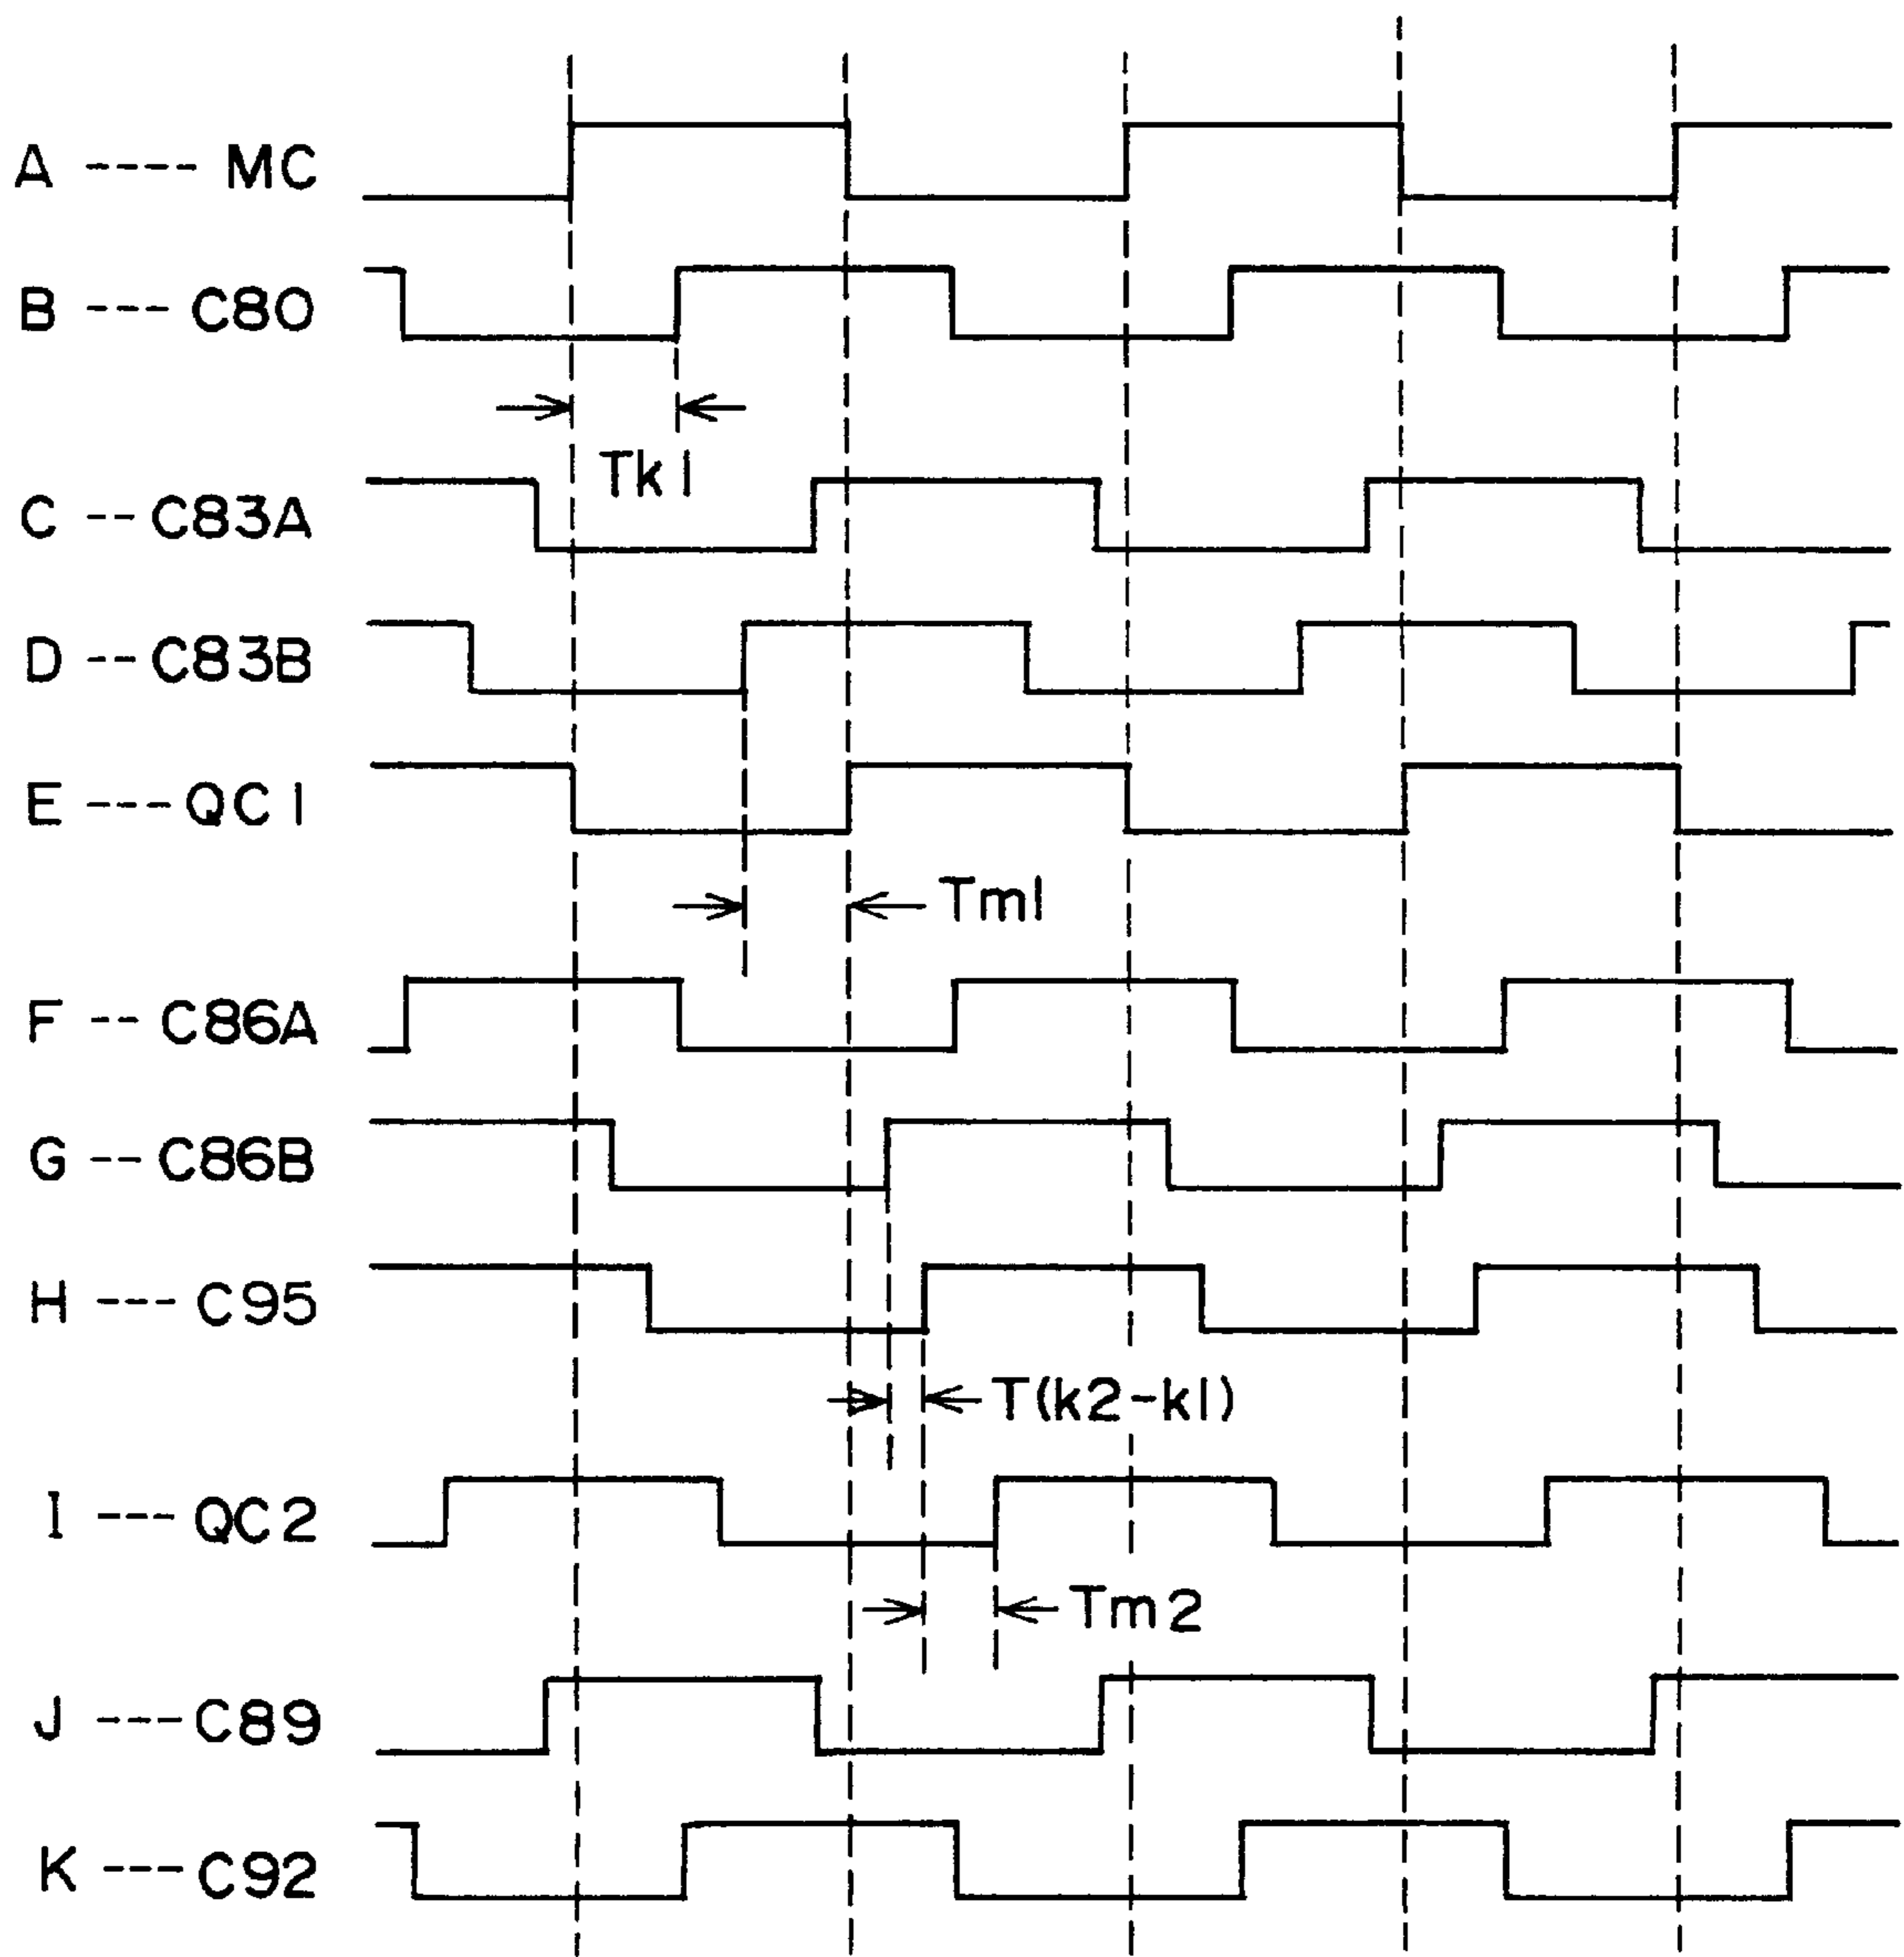 A ---- MC
B --- C80
Tk1
C -- C83A
D -- C83B
E --- QC1
Tm1
F -- C86A
G -- C86B
H --- C95
T(k2-k1)
I --- QC2
Tm2
J --- C89
K --- C92